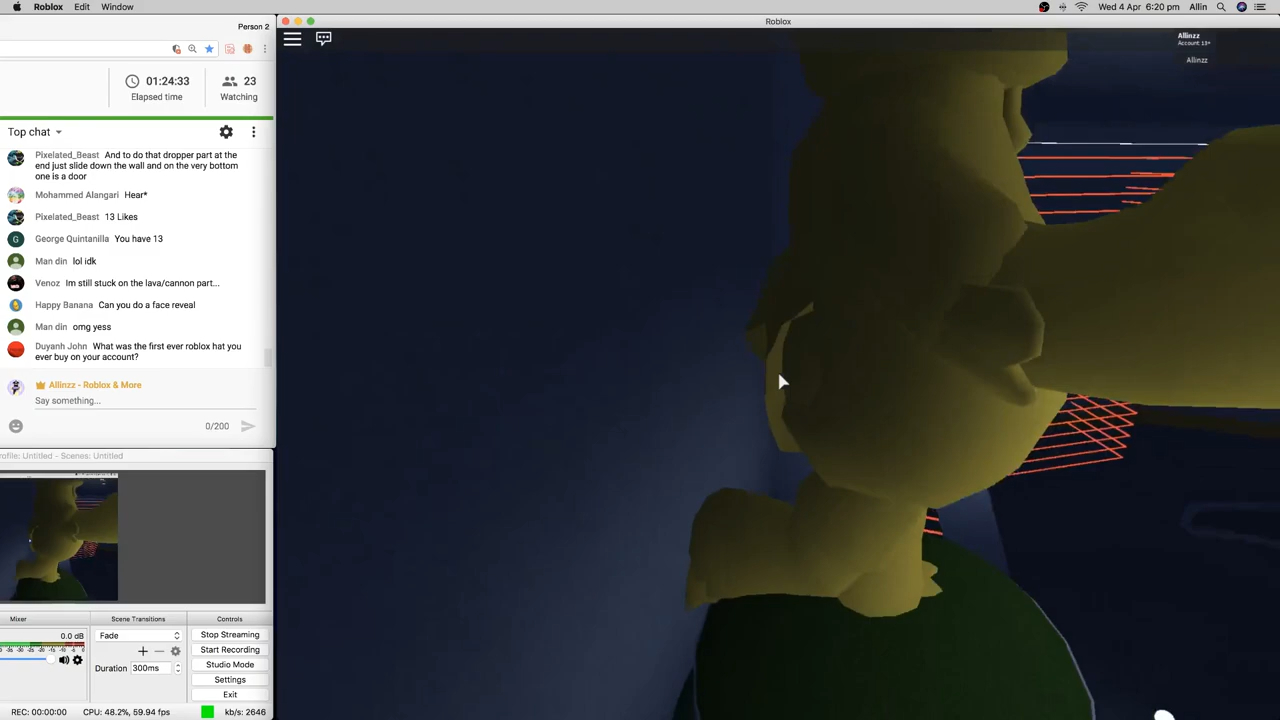 Roblox Edit Window Wed 4 Apr 6:20 pm Allin
Person 2
Roblox
Allinzz
Account: 13+
Allinzz
01:24:33 23
Elapsed time Watching
Top chat
Pixelated_Beast And to do that dropper part at the
end just slide down the wall and on the very bottom
one is a door
Mohammed Alangari Hear*
Pixelated_Beast 13 Likes
George Quintanilla You have 13
G
Man din lol idk
Venoz Im still stuck on the lava/cannon part...
Happy Banana Can you do a face reveal
Man din omg yess
Duyanh John What was the first ever roblox hat you
ever buy on your account?
Allinzz - Roblox & More
Say something...
0/200
rofile: Untitled - Scenes: Untitled
Mixer Scene Transitions Controls
0.0 dB Fade Stop Streaming
Start Recording
Duration 300ms Studio Mode
Settings
Exit
REC: 00:00:00 CPU: 48.2%, 59.94 fps kb/s: 2646